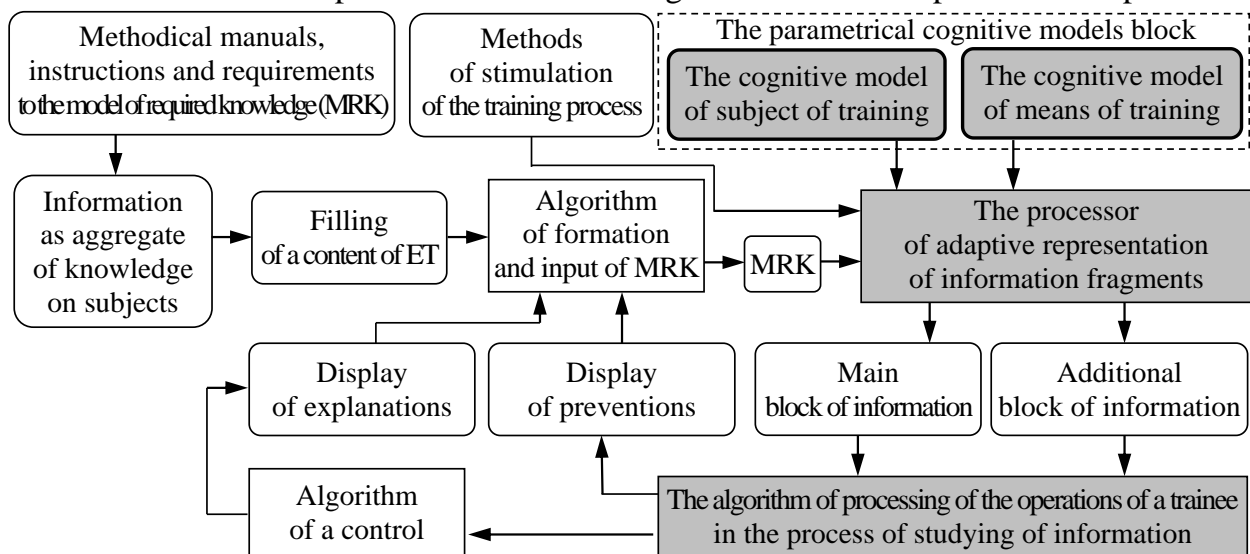 Methodical manuals,
instructions and requirements
to the model of required knowledge (MRK)
Methods
of stimulation
of the training process
The parametrical cognitive models block
The cognitive model
of subject of training
The cognitive model
of means of training
Information
as aggregate
of knowledge
on subjects
Filling
of a content of ET
Algorithm
of formation
and input of MRK
MRK
The processor
of adaptive representation
of information fragments
Display
of explanations
Display
of preventions
Main
block of information
Additional
block of information
Algorithm
of a control
The algorithm of processing of the operations of a trainee
in the process of studying of information